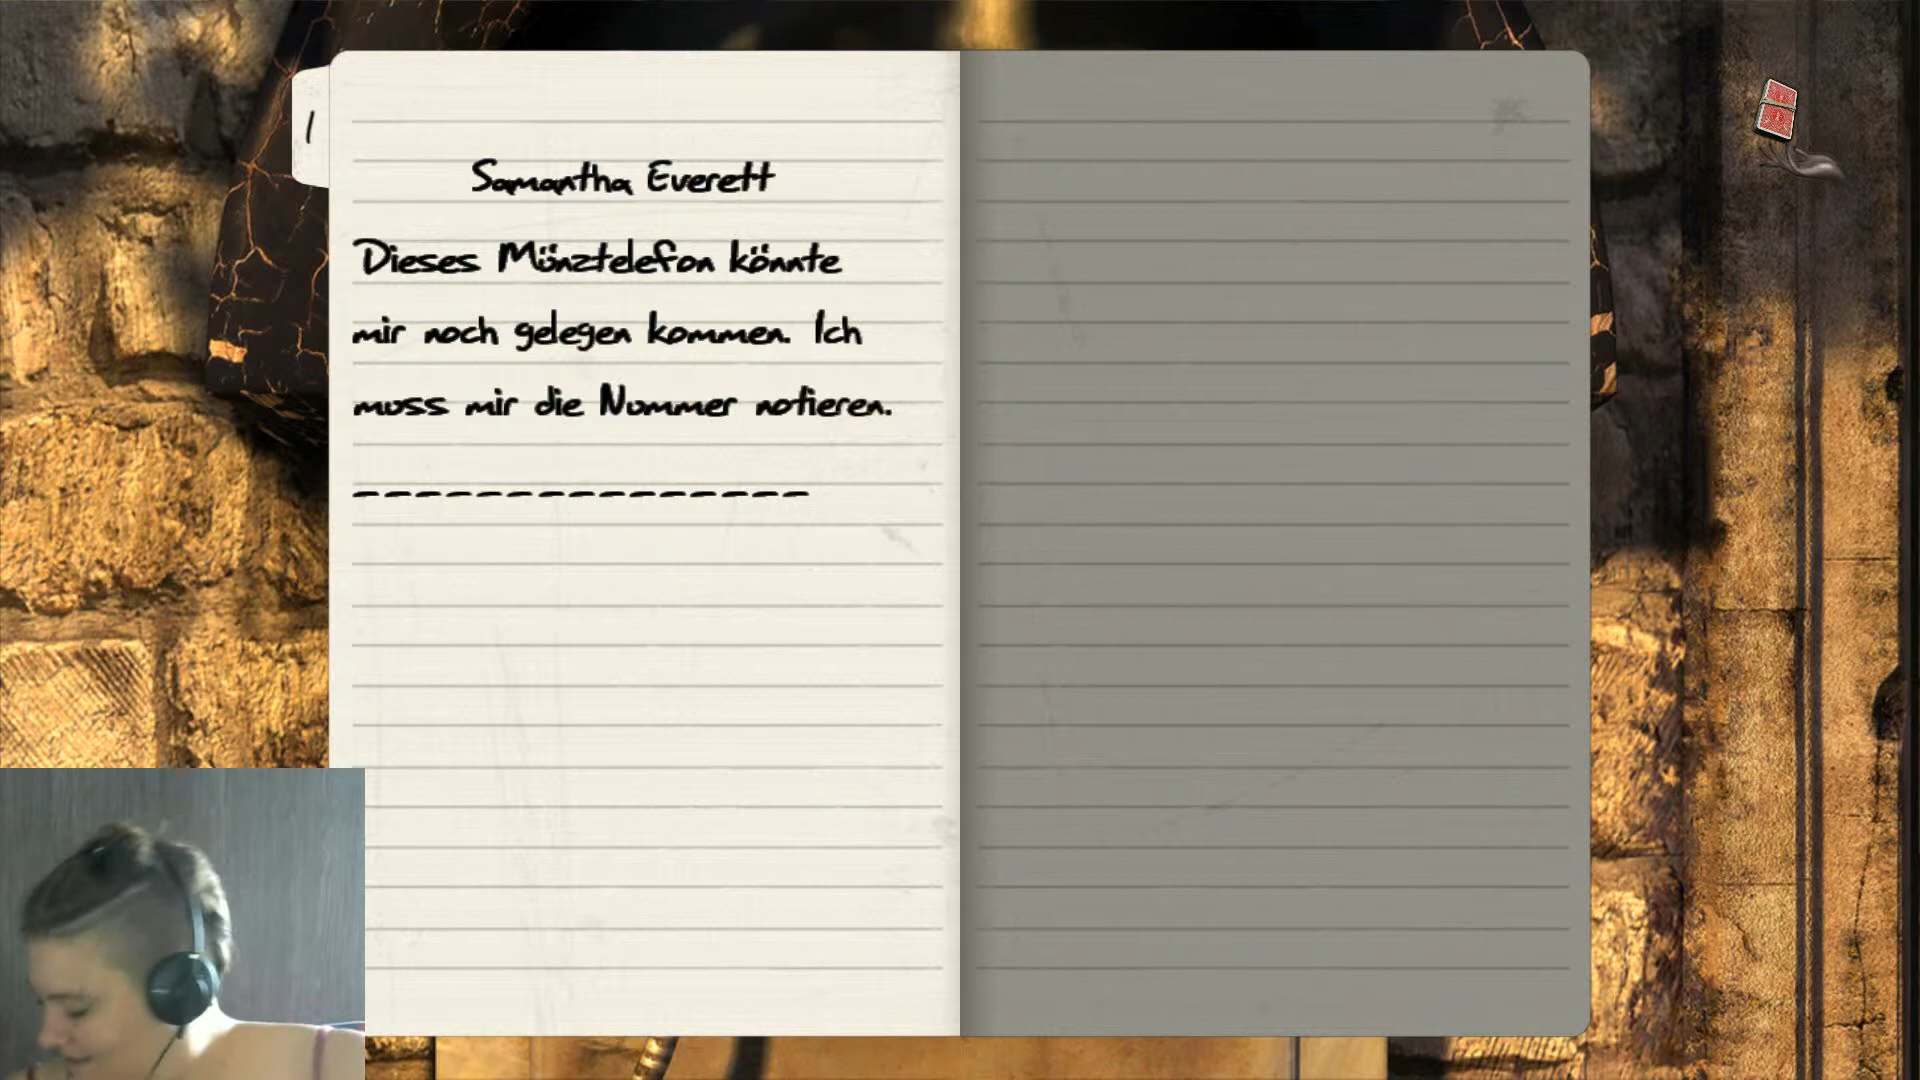 1
Samantha Everett
Dieses Münztelefon könnte
mir noch gelegen kommen. Ich
muss mir die Nummer notieren.
---------------